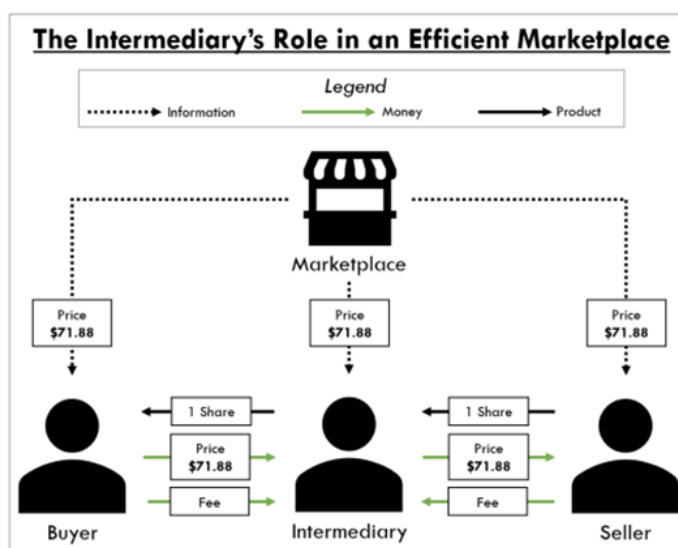 The Intermediary's Role in an Efficient Marketplace
Legend
Information
Money
Product
Marketplace
Price
$71.88
Price
$71.88
Price
$71.88
1 Share
1 Share
Price
$71.88
Price
$71.88
Fee
Fee
Buyer
Intermediary
Seller